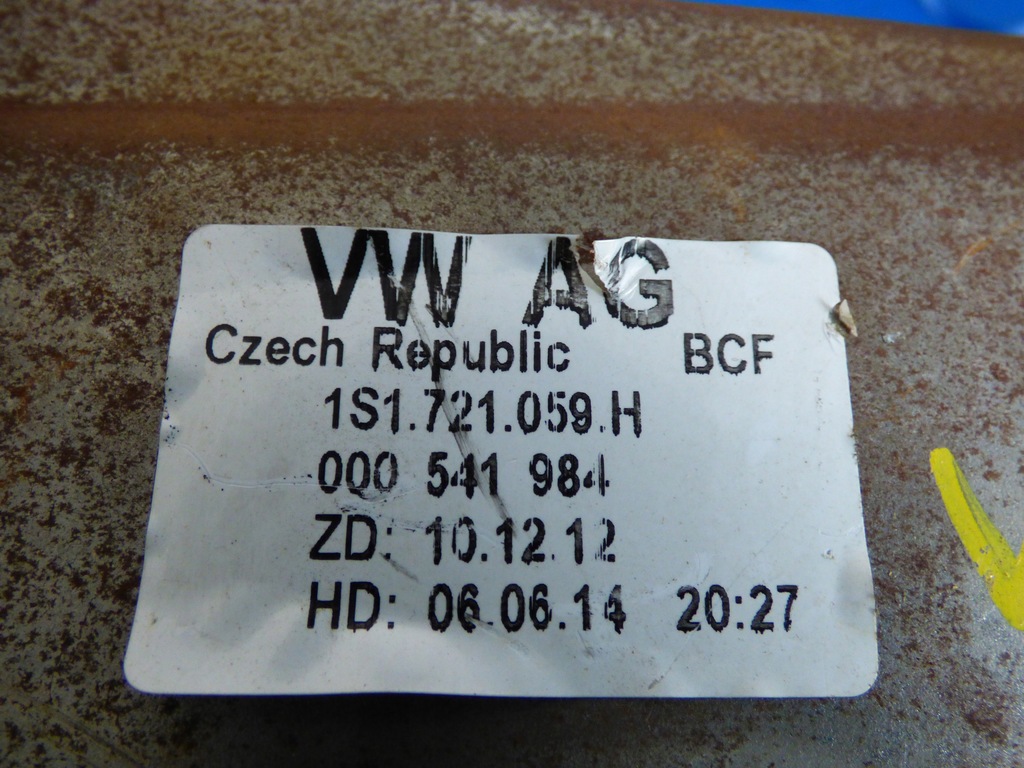 VW AG
Czech Republic BCF
1S1.721.059.H
000 541 984
ZD: 10.12.12
HD: 06.06.14 20:27